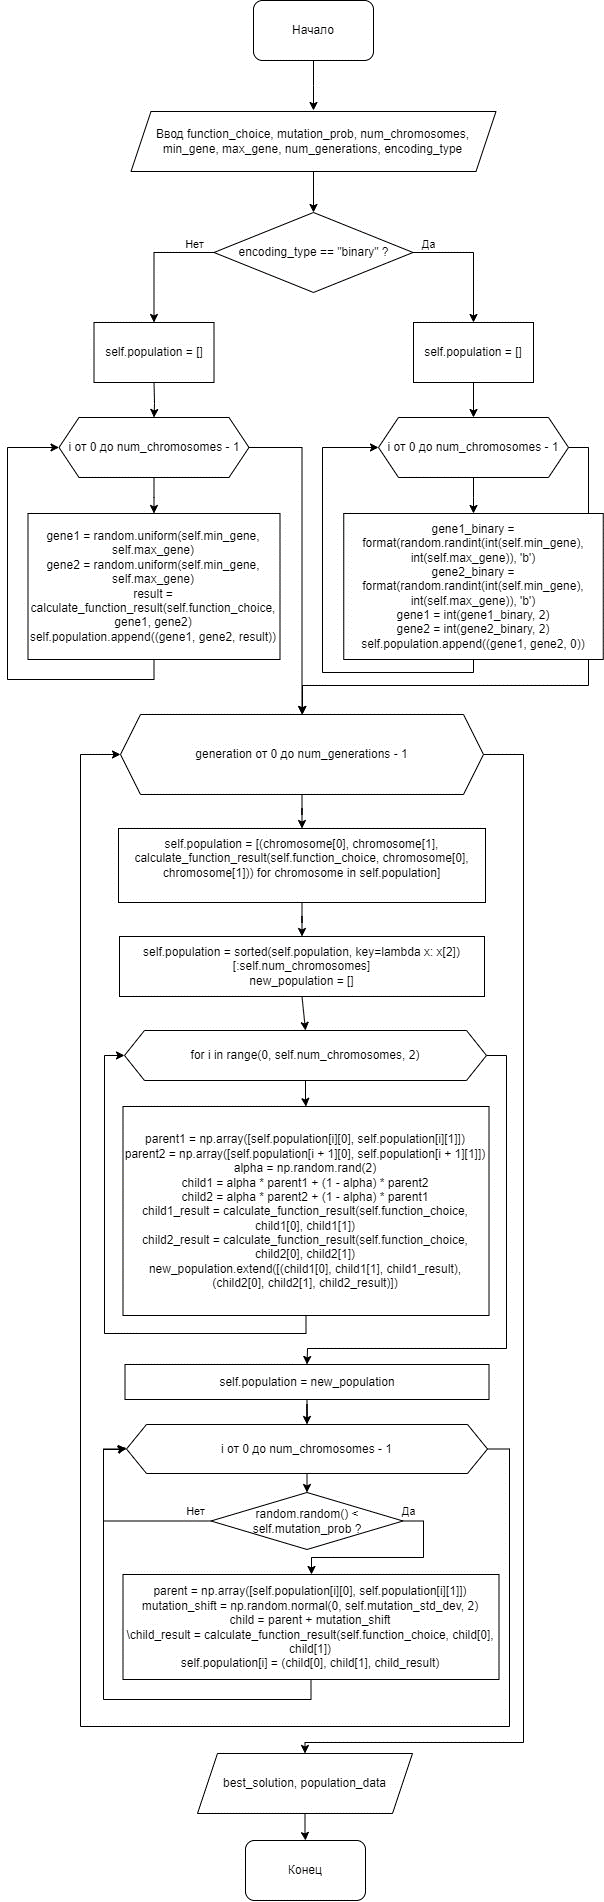 Начало
Ввод function_choice, mutation_prob, num_chromosomes,
min_gene, max_gene, num_generations, encoding_type
Нет
encoding_type == "binary" ?
Да
self.population = []
self.population = []
i от 0 до num_chromosomes - 1
i от 0 до num_chromosomes - 1
gene1 = random.uniform(self.min_gene,
self.max_gene)
gene2 = random.uniform(self.min_gene,
self.max_gene)
result =
calculate_function_result(self.function_choice,
gene1, gene2)
self.population.append((gene1, gene2, result))
gene1_binary =
format(random.randint(int(self.min_gene),
int(self.max_gene)), 'b')
gene2_binary =
format(random.randint(int(self.min_gene),
int(self.max_gene)), 'b')
gene1 = int(gene1_binary, 2)
gene2 = int(gene2_binary, 2)
self.population.append((gene1, gene2, 0))
generation от 0 до num_generations - 1
self.population = [(chromosome[0], chromosome[1],
calculate_function_result(self.function_choice, chromosome[0],
chromosome[1])) for chromosome in self.population]
self.population = sorted(self.population, key=lambda x: x[2])
[:self.num_chromosomes]
new_population = []
for i in range(0, self.num_chromosomes, 2)
parent1 = np.array([self.population[i][0], self.population[i][1]])
parent2 = np.array([self.population[i + 1][0], self.population[i + 1][1]])
alpha = np.random.rand(2)
child1 = alpha * parent1 + (1 - alpha) * parent2
child2 = alpha * parent2 + (1 - alpha) * parent1
child1_result = calculate_function_result(self.function_choice,
child1[0], child1[1])
child2_result = calculate_function_result(self.function_choice,
child2[0], child2[1])
new_population.extend([(child1[0], child1[1], child1_result),
(child2[0], child2[1], child2_result)])
self.population = new_population
i от 0 до num_chromosomes - 1
Нет
random.random() <
self.mutation_prob ?
Да
parent = np.array([self.population[i][0], self.population[i][1]])
mutation_shift = np.random.normal(0, self.mutation_std_dev, 2)
child = parent + mutation_shift
\child_result = calculate_function_result(self.function_choice, child[0],
child[1])
self.population[i] = (child[0], child[1], child_result)
best_solution, population_data
Конец